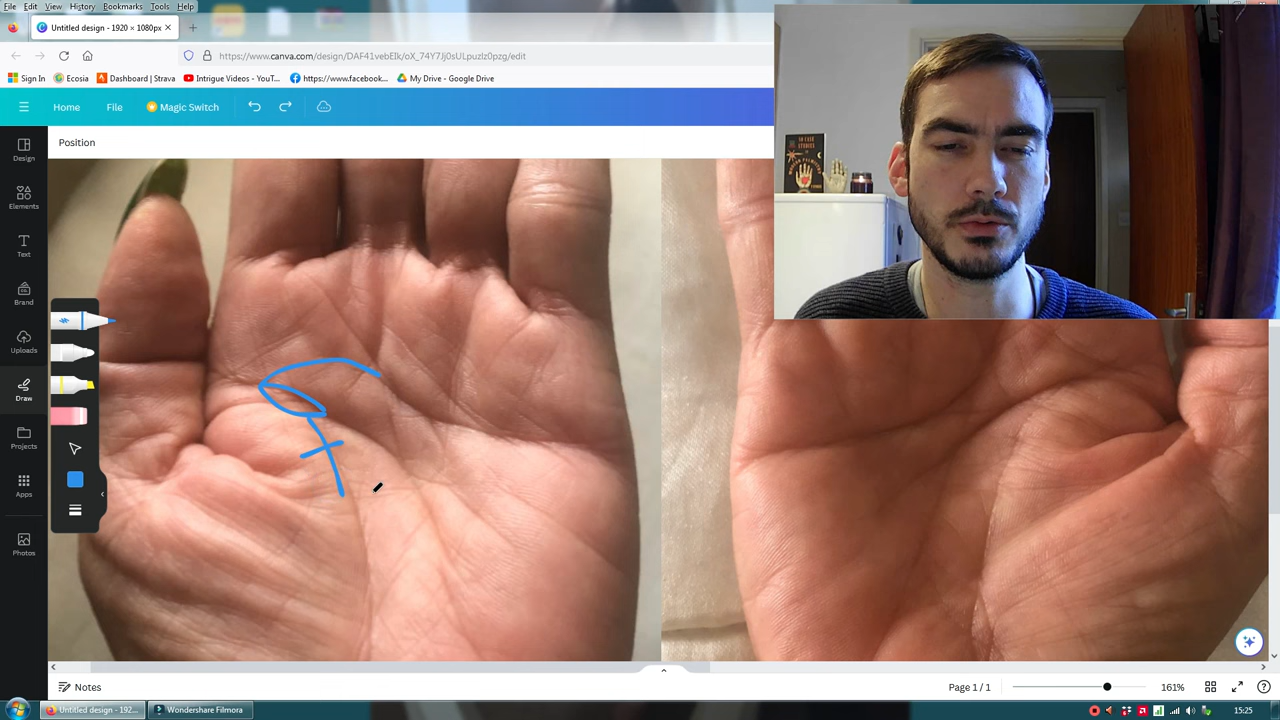 File Edit View History Bookmarks Tools Help
Untitled design - 1920 × 1080px
https://www.canva.com/design/DAF41vebElk/oX_74Y7Jj0sULpuzlz0pzg/edit
Sign In Ecosia Dashboard | Strava Intrigue Videos - YouT... https://www.facebook... My Drive - Google Drive
Home File Magic Switch
Position
Design
Elements
Text
Brand
Uploads
Draw
Projects
Apps
Photos
Notes
Page 1 / 1
161%
Untitled design - 192...
Wondershare Filmora
15:25